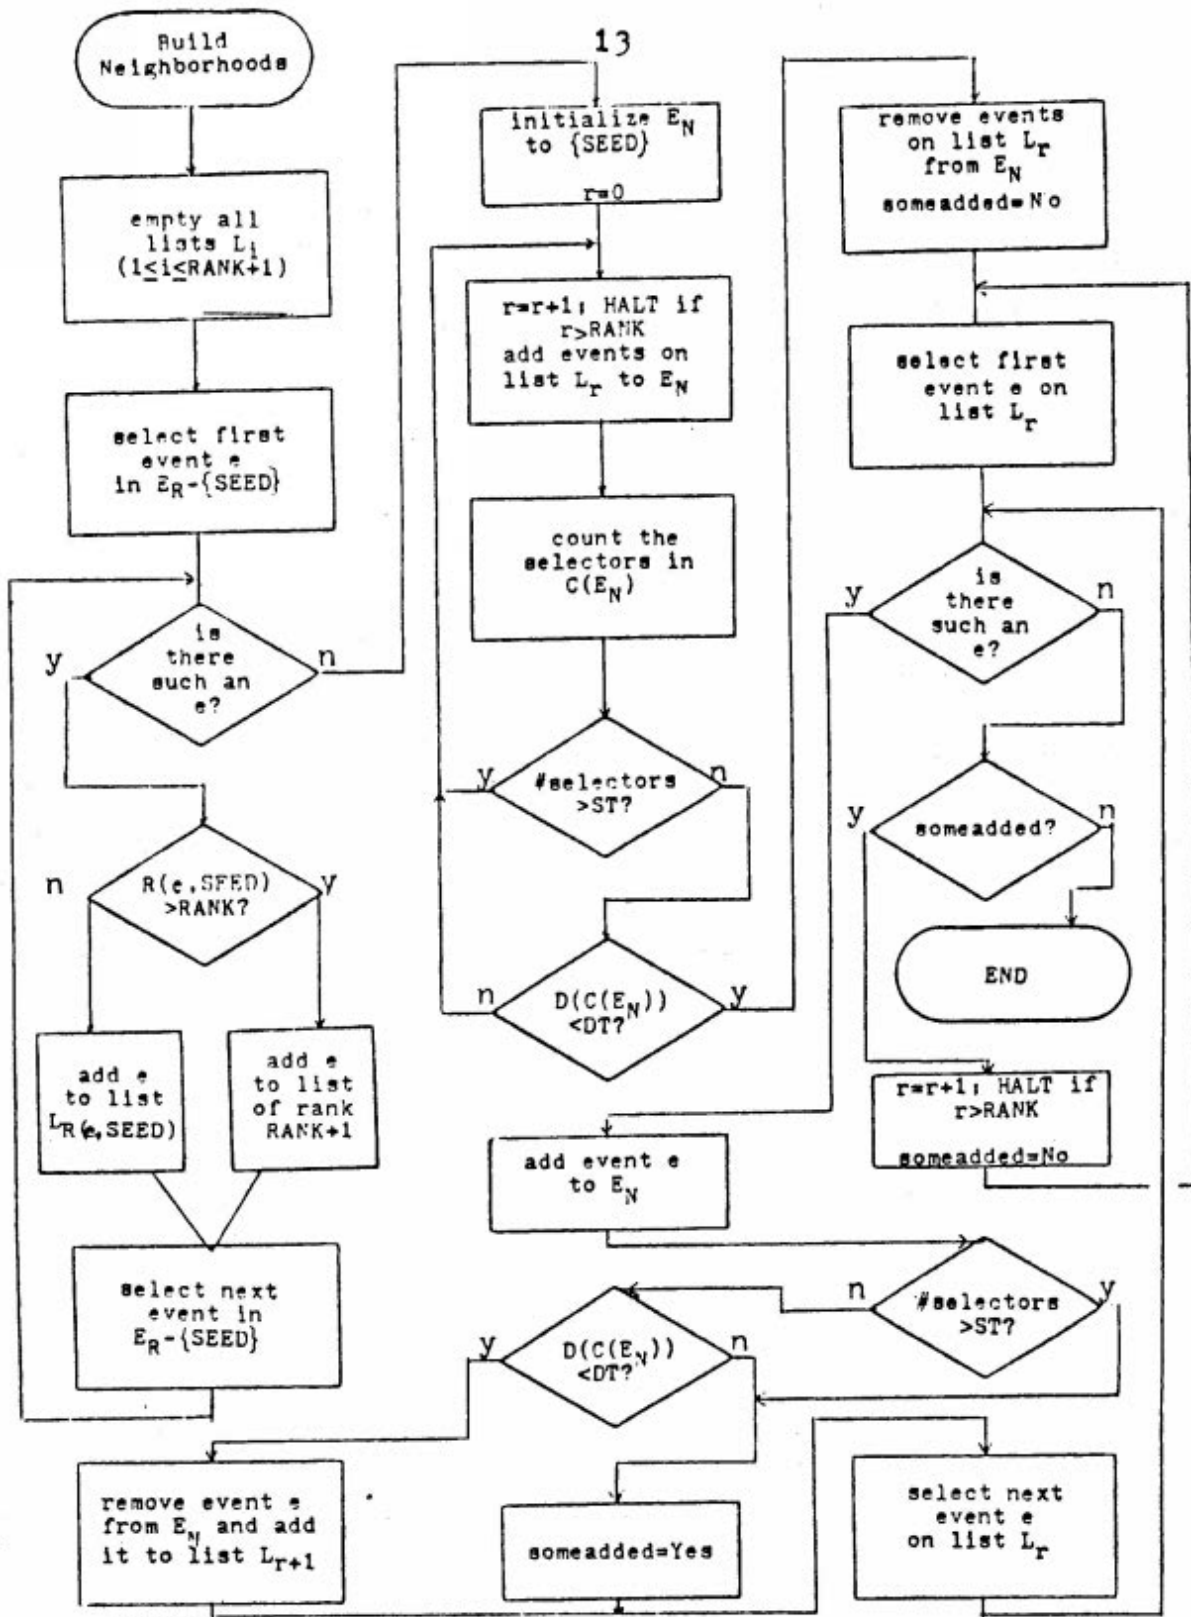 13
Build
Neighborhoods
empty all
lists Li
(1≤i≤RANK+1)
select first
event e
in ER-{SEED}
is
there
such an
e?
y
n
R(e,SEED)
>RANK?
n
y
add e
to list
LR(e,SEED)
add e
to list
of rank
RANK+1
select next
event in
ER-{SEED}
initialize EN
to {SEED}
r=0
r=r+1; HALT if
r>RANK
add events on
list Lr to EN
count the
selectors in
C(EN)
#selectors
>ST?
y
n
D(C(EN))
<DT?
n
y
remove events
on list Lr
from EN
someadded=No
select first
event e on
list Lr
is
there
such an
e?
y
n
someadded?
y
n
END
r=r+1; HALT if
r>RANK
someadded=No
add event e
to EN
#selectors
>ST?
n
y
D(C(EN))
<DT?
y
n
remove event e
from EN and add
it to list Lr+1
someadded=Yes
select next
event e
on list Lr